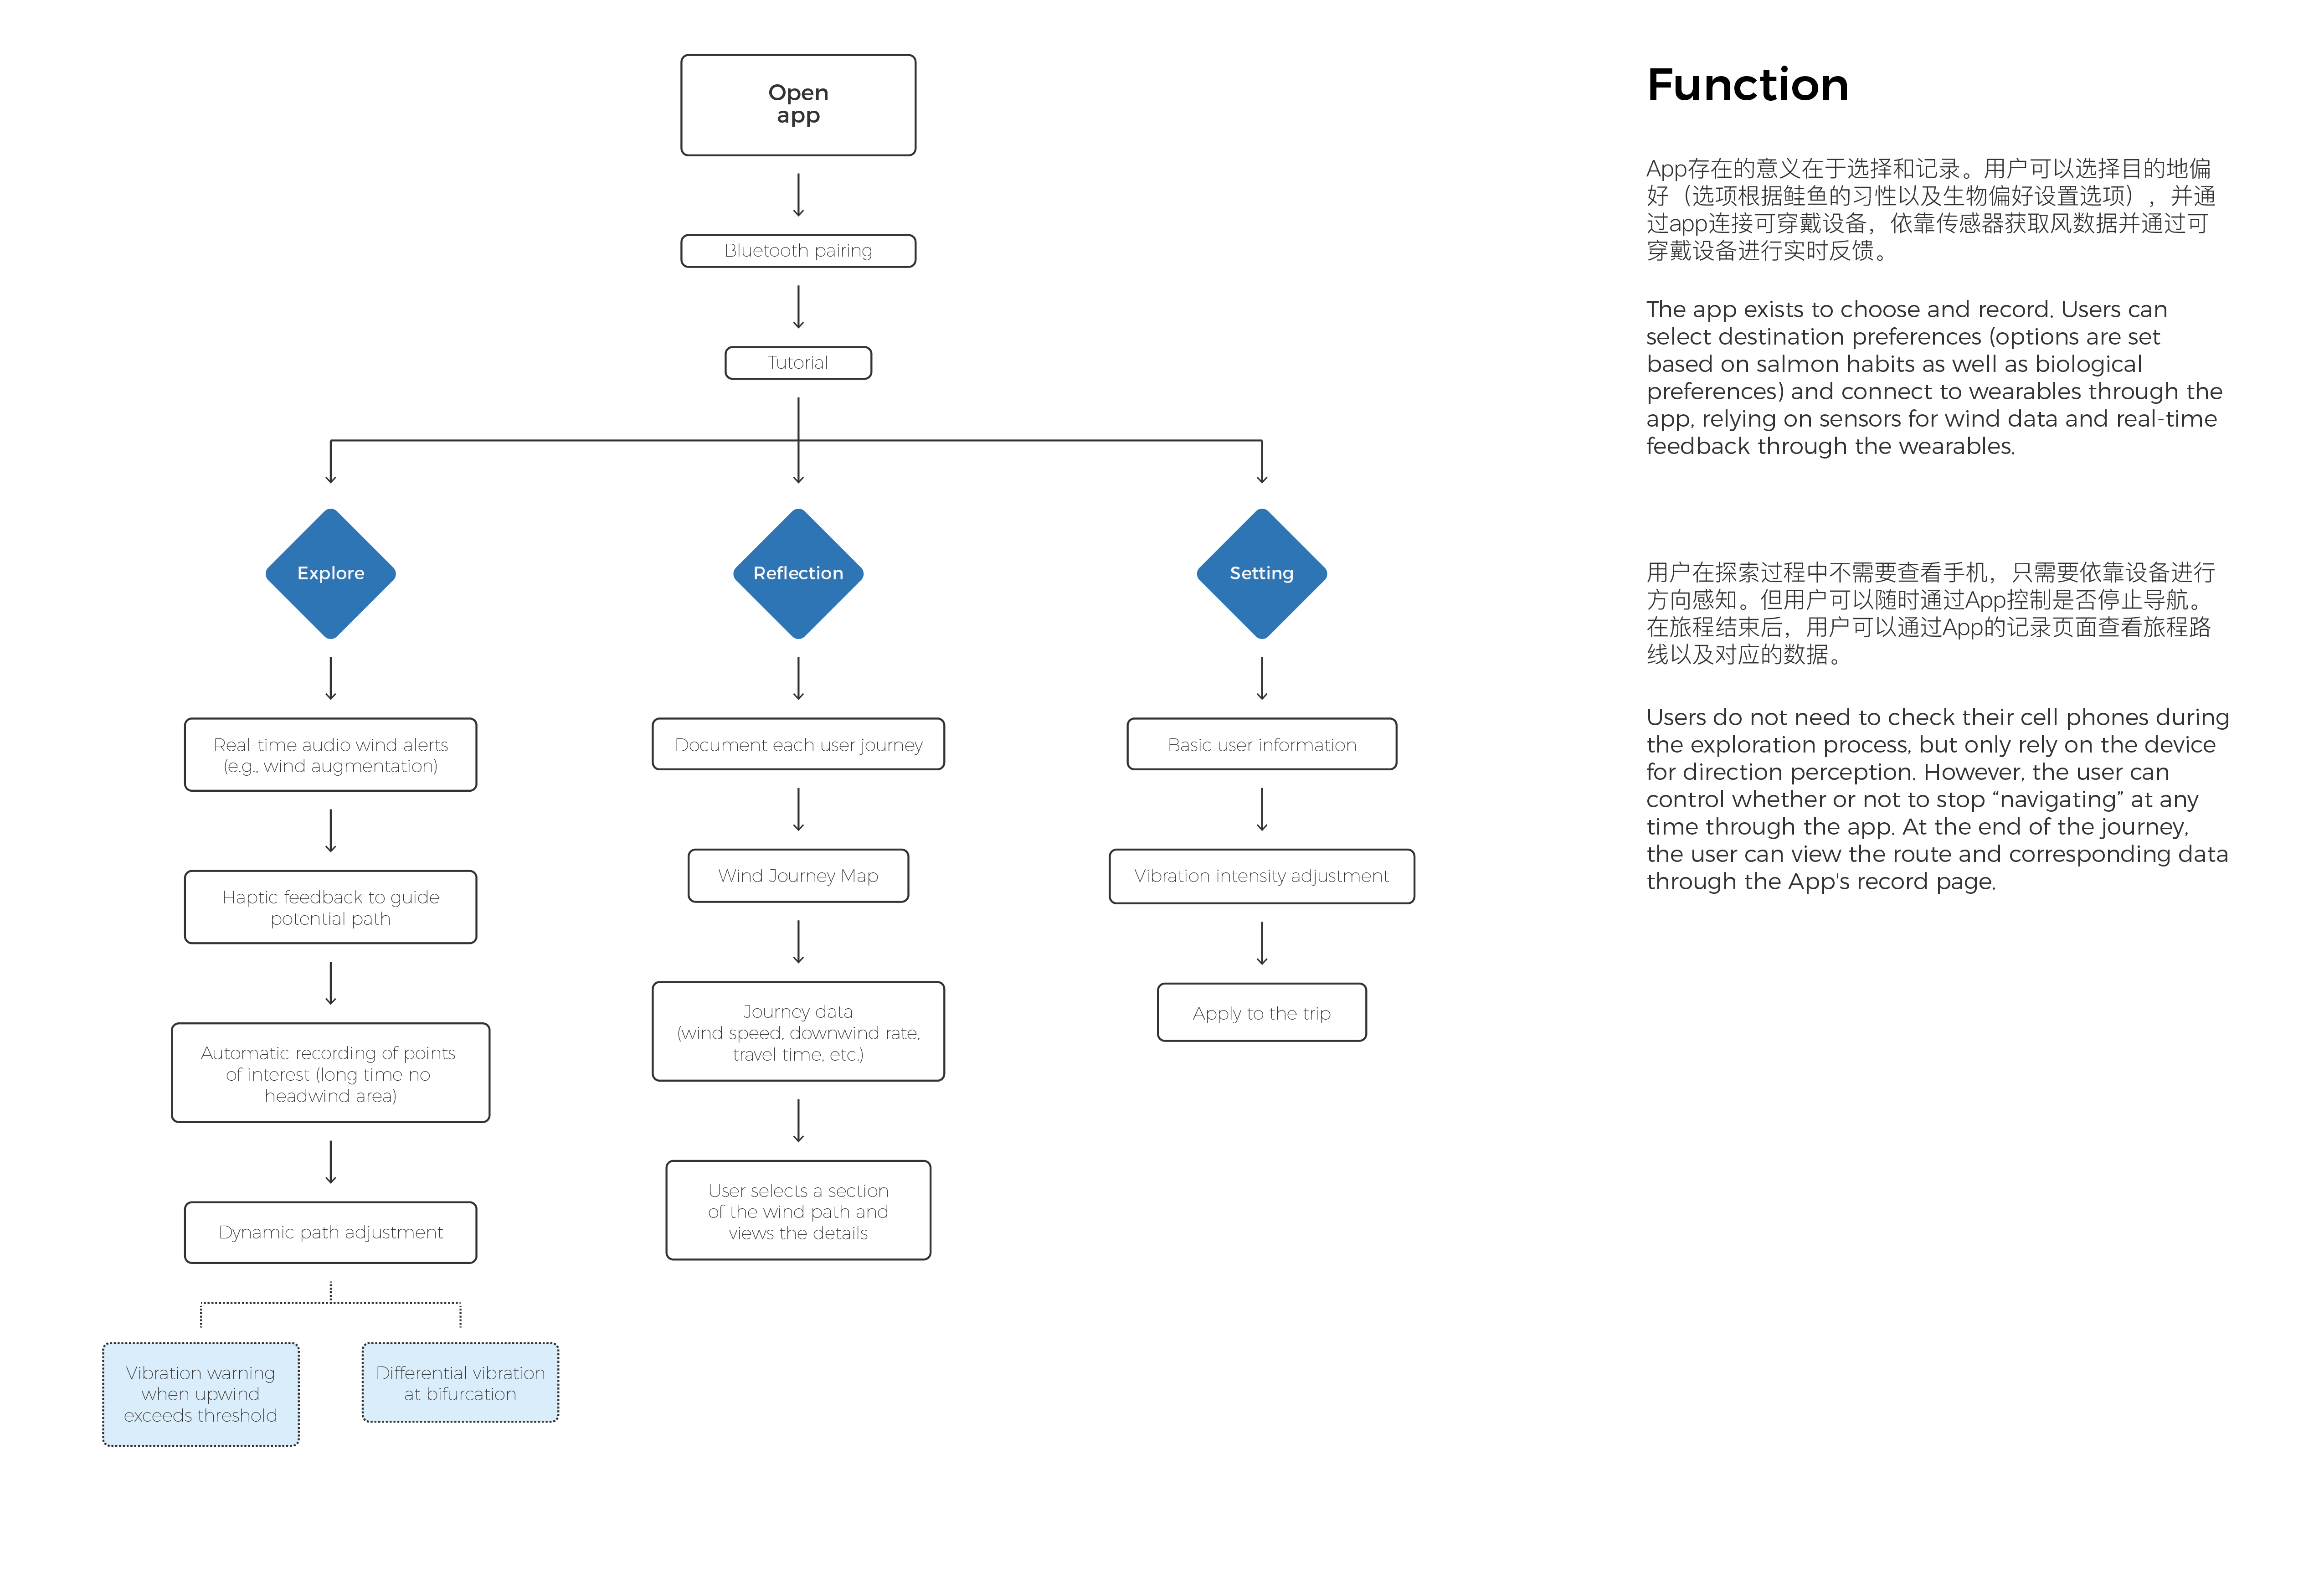 Open
app
Bluetooth pairing
Tutorial
Explore
Reflection
Setting
Real-time audio wind alerts
(e.g., wind augmentation)
Haptic feedback to guide
potential path
Automatic recording of points
of interest (long time no
headwind area)
Dynamic path adjustment
Vibration warning
when upwind
exceeds threshold
Differential vibration
at bifurcation
Document each user journey
Wind Journey Map
Journey data
(wind speed, downwind rate,
travel time, etc.)
User selects a section
of the wind path and
views the details
Basic user information
Vibration intensity adjustment
Apply to the trip
Function
App存在的意义在于选择和记录。用户可以选择目的地偏
好（选项根据鲑鱼的习性以及生物偏好设置选项），并通
过app连接可穿戴设备，依靠传感器获取风数据并通过可
穿戴设备进行实时反馈。
The app exists to choose and record. Users can
select destination preferences (options are set
based on salmon habits as well as biological
preferences) and connect to wearables through the
app, relying on sensors for wind data and real-time
feedback through the wearables.
用户在探索过程中不需要查看手机，只需要依靠设备进行
方向感知。但用户可以随时通过App控制是否停止导航。
在旅程结束后，用户可以通过App的记录页面查看旅程路
线以及对应的数据。
Users do not need to check their cell phones during
the exploration process, but only rely on the device
for direction perception. However, the user can
control whether or not to stop “navigating” at any
time through the app. At the end of the journey,
the user can view the route and corresponding data
through the App's record page.